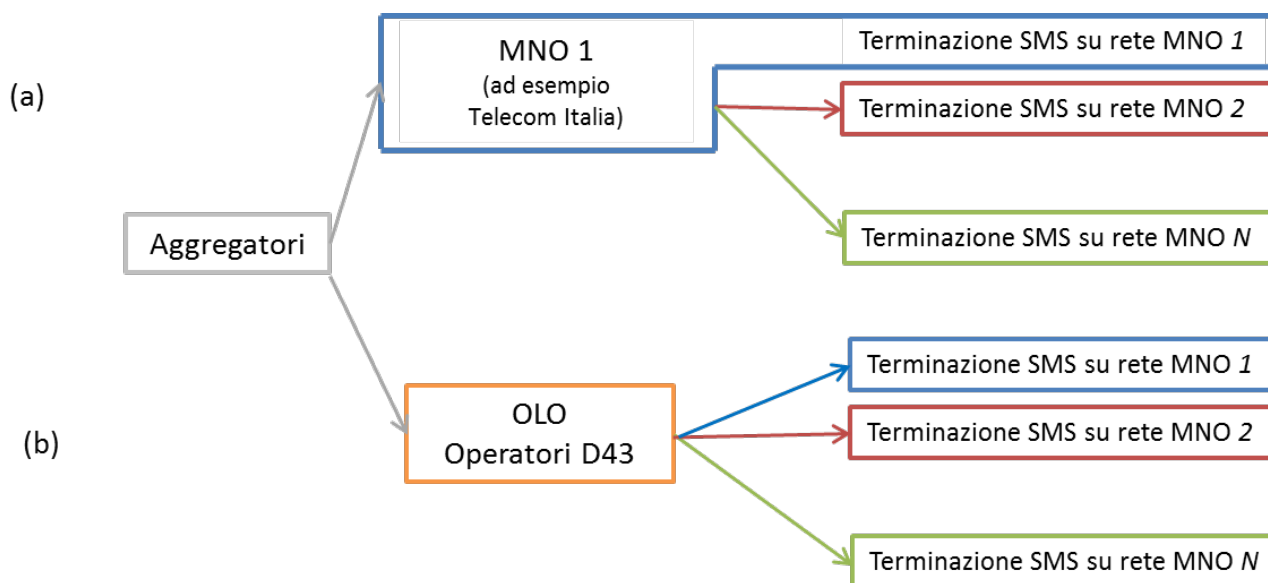 (a)
MNO 1
(ad esempio
Telecom Italia)
Terminazione SMS su rete MNO 1
Terminazione SMS su rete MNO 2
Terminazione SMS su rete MNO N
Aggregatori
(b)
OLO
Operatori D43
Terminazione SMS su rete MNO 1
Terminazione SMS su rete MNO 2
Terminazione SMS su rete MNO N